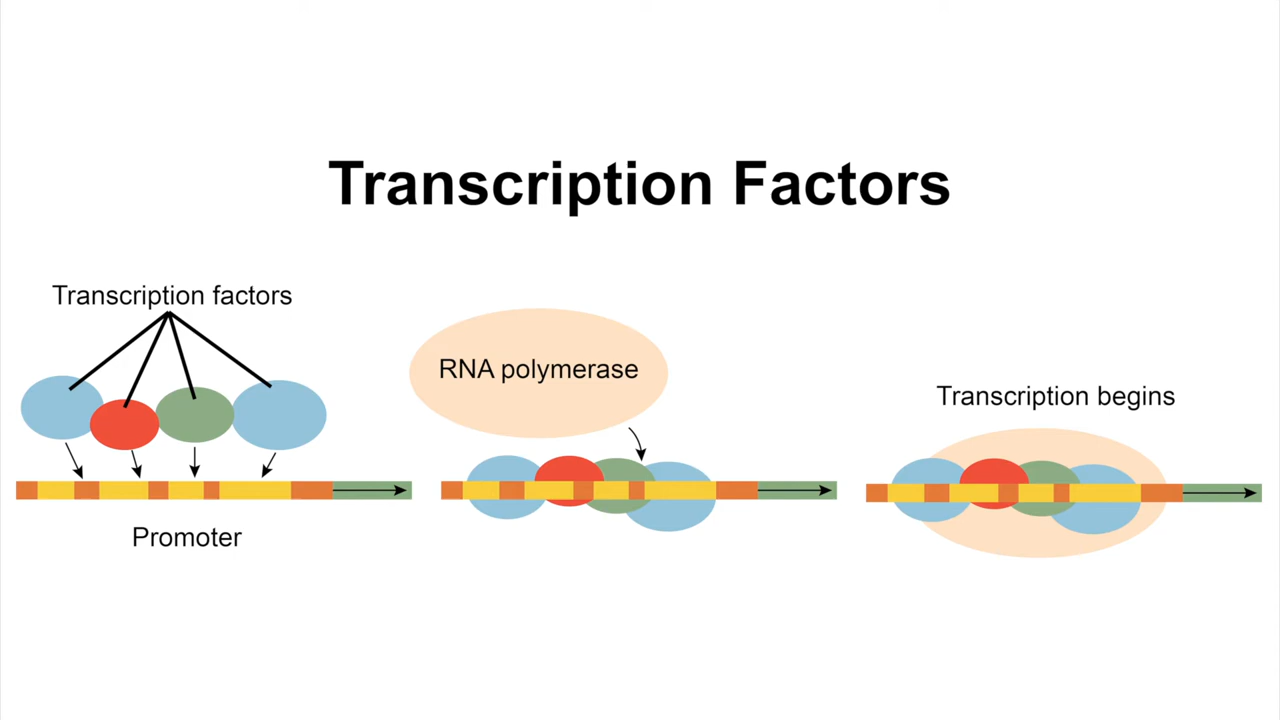 Transcription Factors
Transcription factors
Promoter
RNA polymerase
Transcription begins